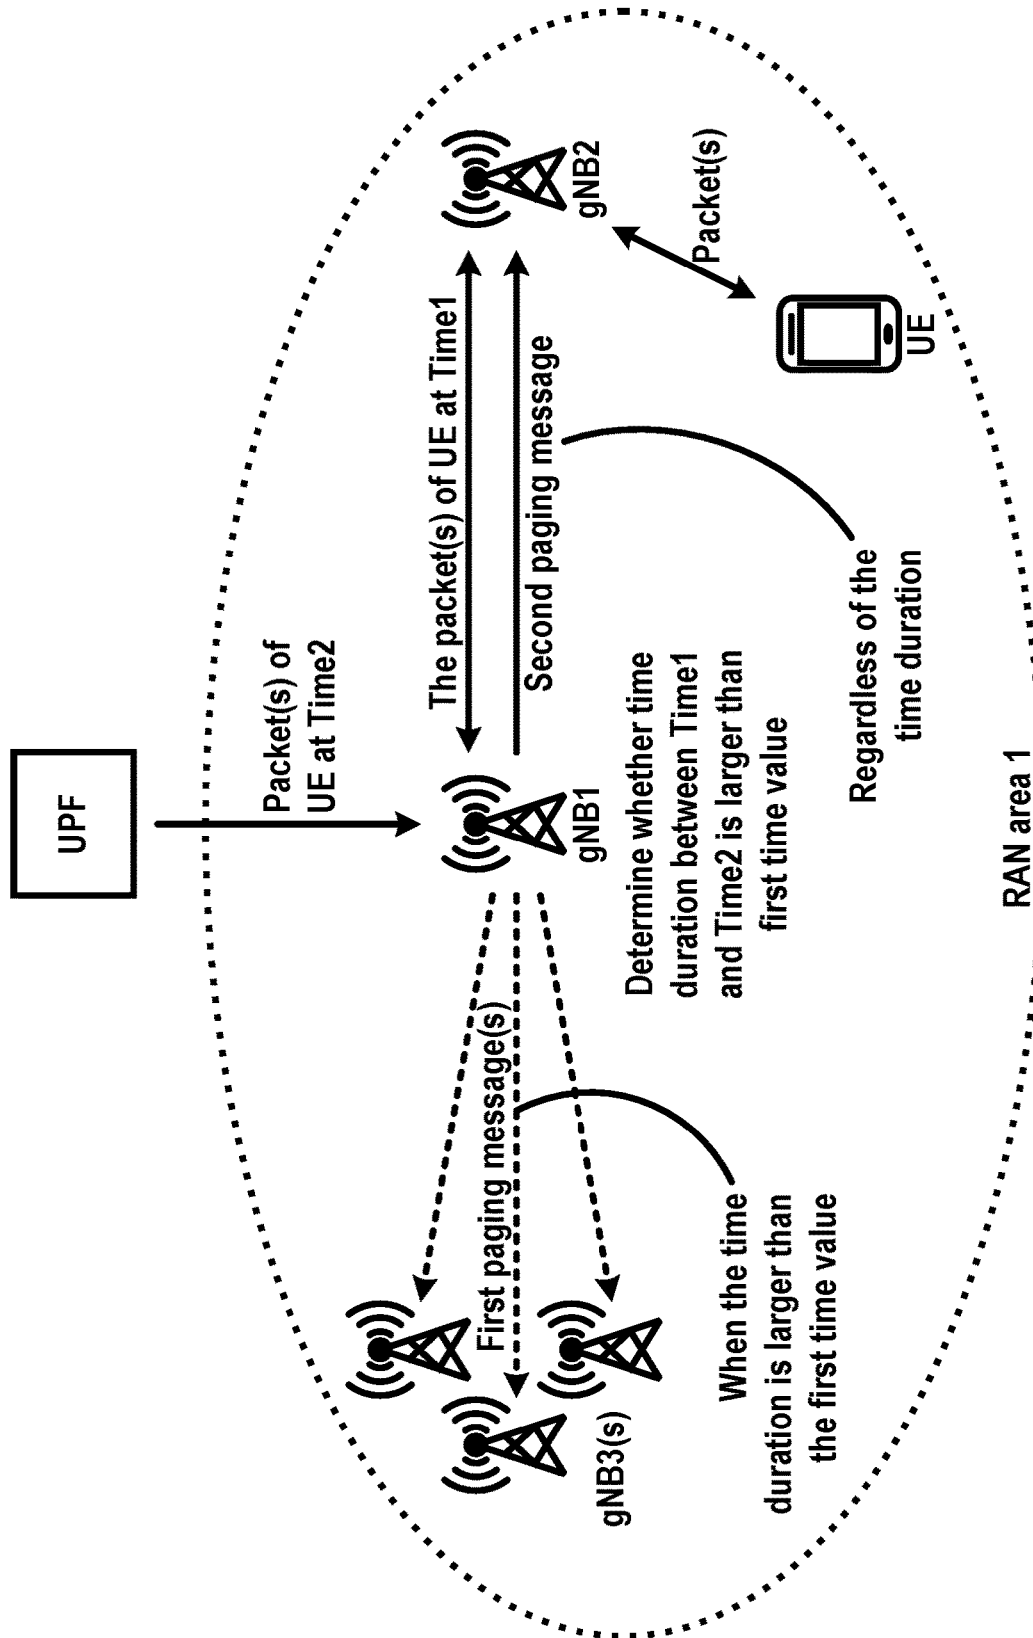 UPF
Packet(s) of
UE at Time2
First paging message(s)
The packet(s) of UE at Time1
Second paging message
gNB3(s)
gNB1
gNB2
Packet(s)
UE
When the time
duration is larger than
the first time value
Determine whether time
duration between Time1
and Time2 is larger than
first time value
Regardless of the
time duration
RAN area 1